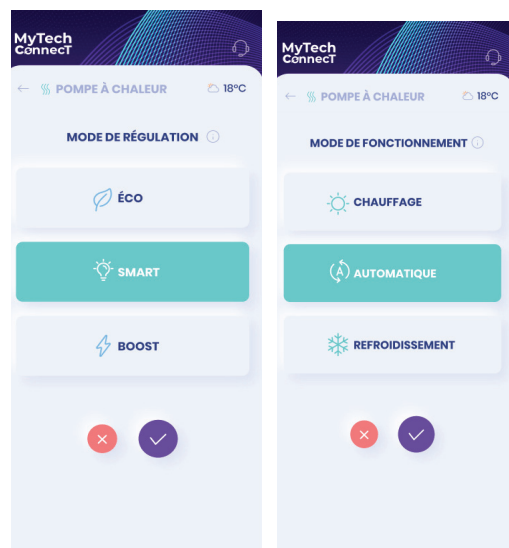 MyTech
ConnecT
POMPE À CHALEUR
18°C
MODE DE RÉGULATION
ÉCO
SMART
BOOST
MyTech
ConnecT
POMPE À CHALEUR
18°C
MODE DE FONCTIONNEMENT
CHAUFFAGE
A
AUTOMATIQUE
REFROIDISSEMENT